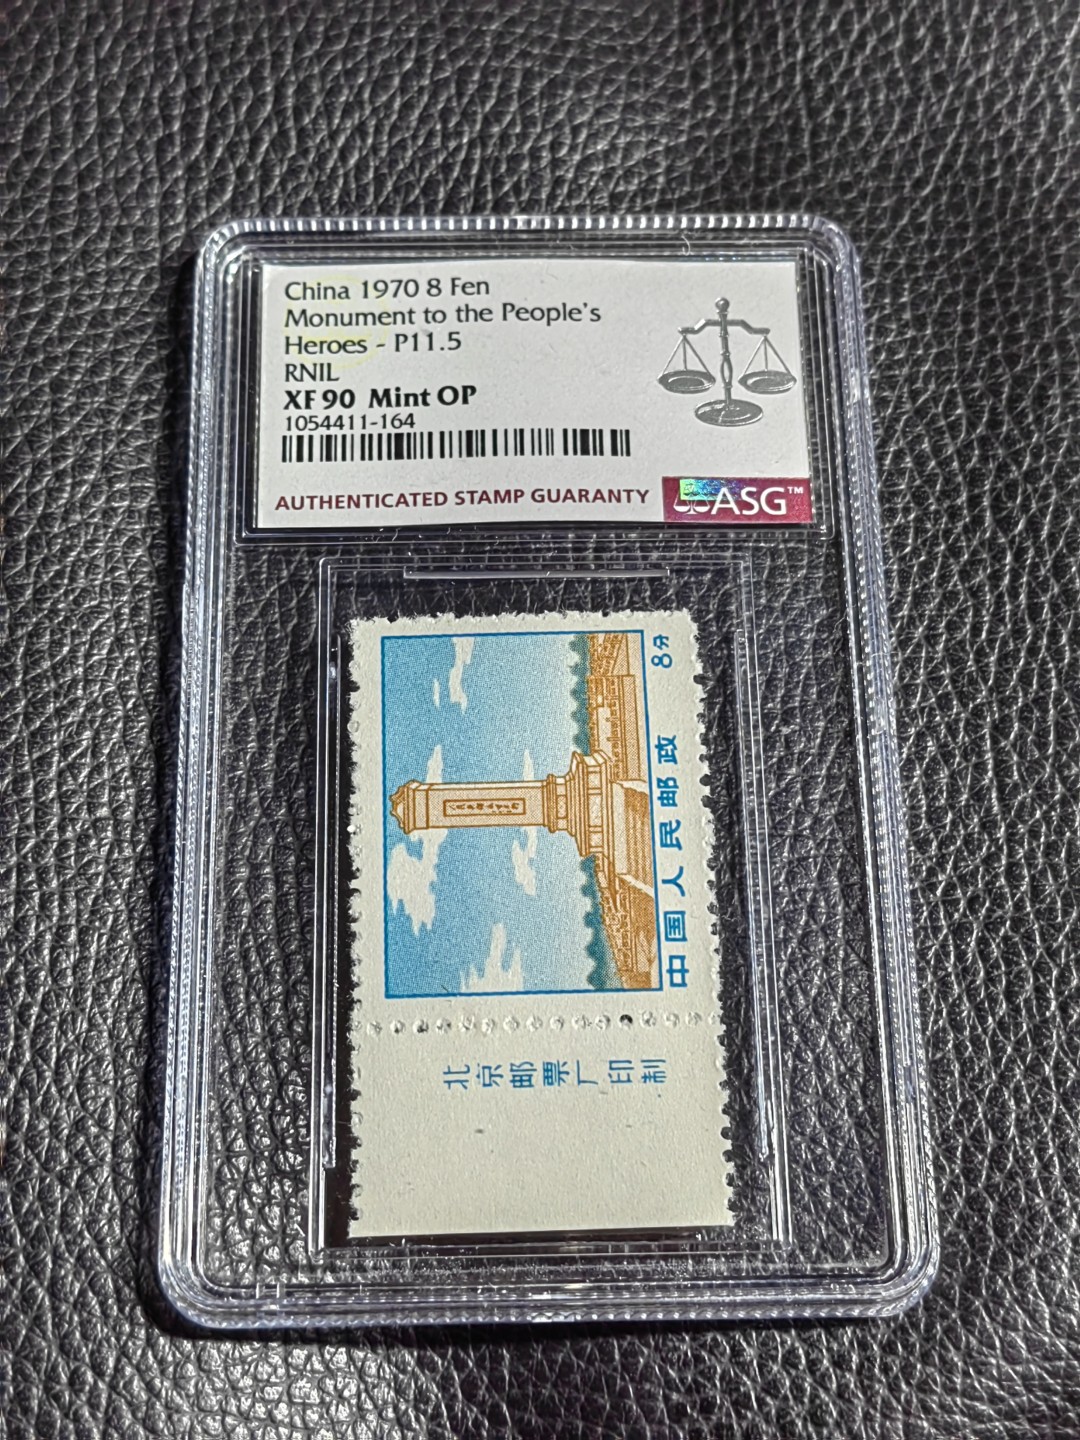 China 1970 8 Fen
Monument to the People's
Heroes - P11.5
RNIL
XF 90 Mint OP
1054411-164
AUTHENTICATED STAMP GUARANTY
ASG™
8分
中国人民邮政
北京邮票厂印制